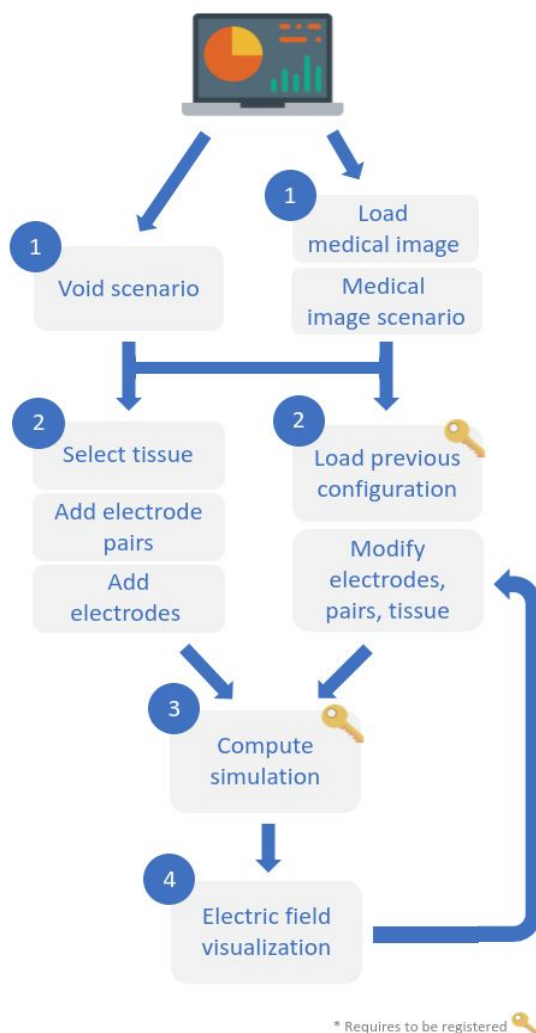 1
Load
medical image
1
Void scenario
Medical
image scenario
2
Select tissue
Add electrode
pairs
Add
electrodes
2
Load previous
configuration
Modify
electrodes,
pairs, tissue
3
Compute
simulation
4
Electric field
visualization
* Requires to be registered